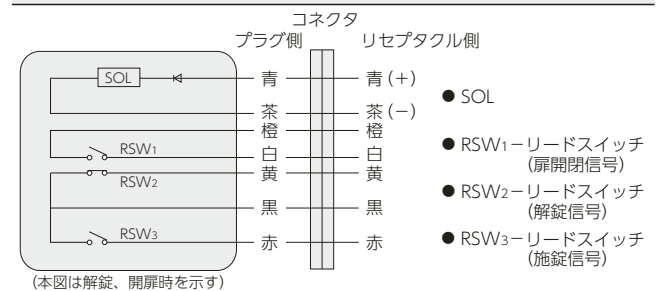 コネクタ
プラグ側 リセプタクル側
SOL 青 青(+)
茶 茶(−)
橙 橙
RSW1 白 白
RSW2 黄 黄
黒 黒
RSW3 赤 赤
(本図は解錠、開扉時を示す)
● SOL
● RSW1−リードスイッチ
(扉開閉信号)
● RSW2−リードスイッチ
(解錠信号)
● RSW3−リードスイッチ
(施錠信号)